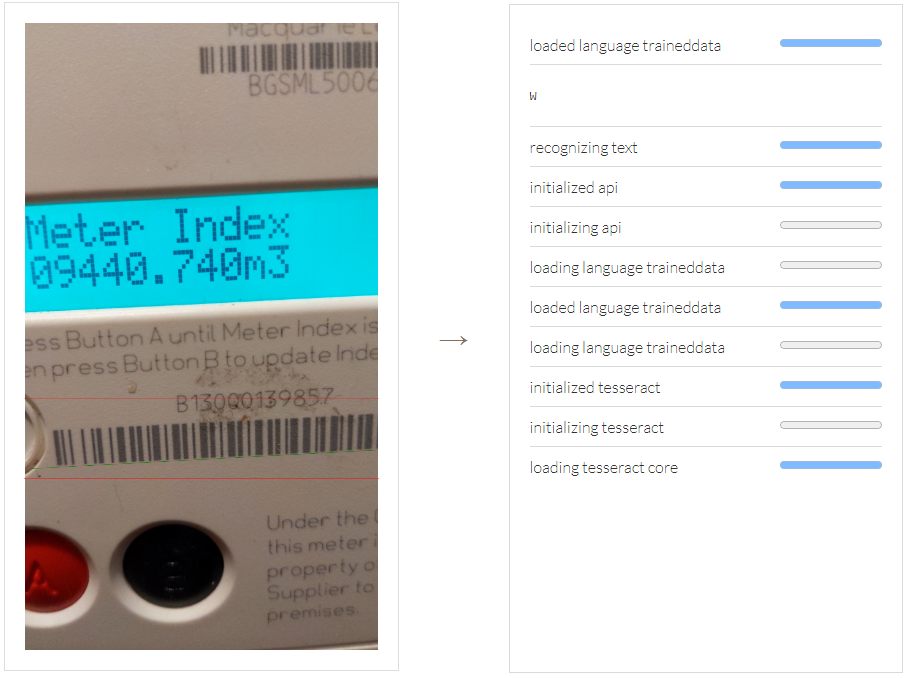 Macquarie L
BGSML5006
Meter Index
09440.740m3
ess Button A until Meter Index is
en press Button B to update Inde
B1300139857
A
Under the
this meter i
property o
Supplier to
premises.
→
loaded language traineddata
W
recognizing text
initialized api
initializing api
loading language traineddata
loaded language traineddata
loading language traineddata
initialized tesseract
initializing tesseract
loading tesseract core